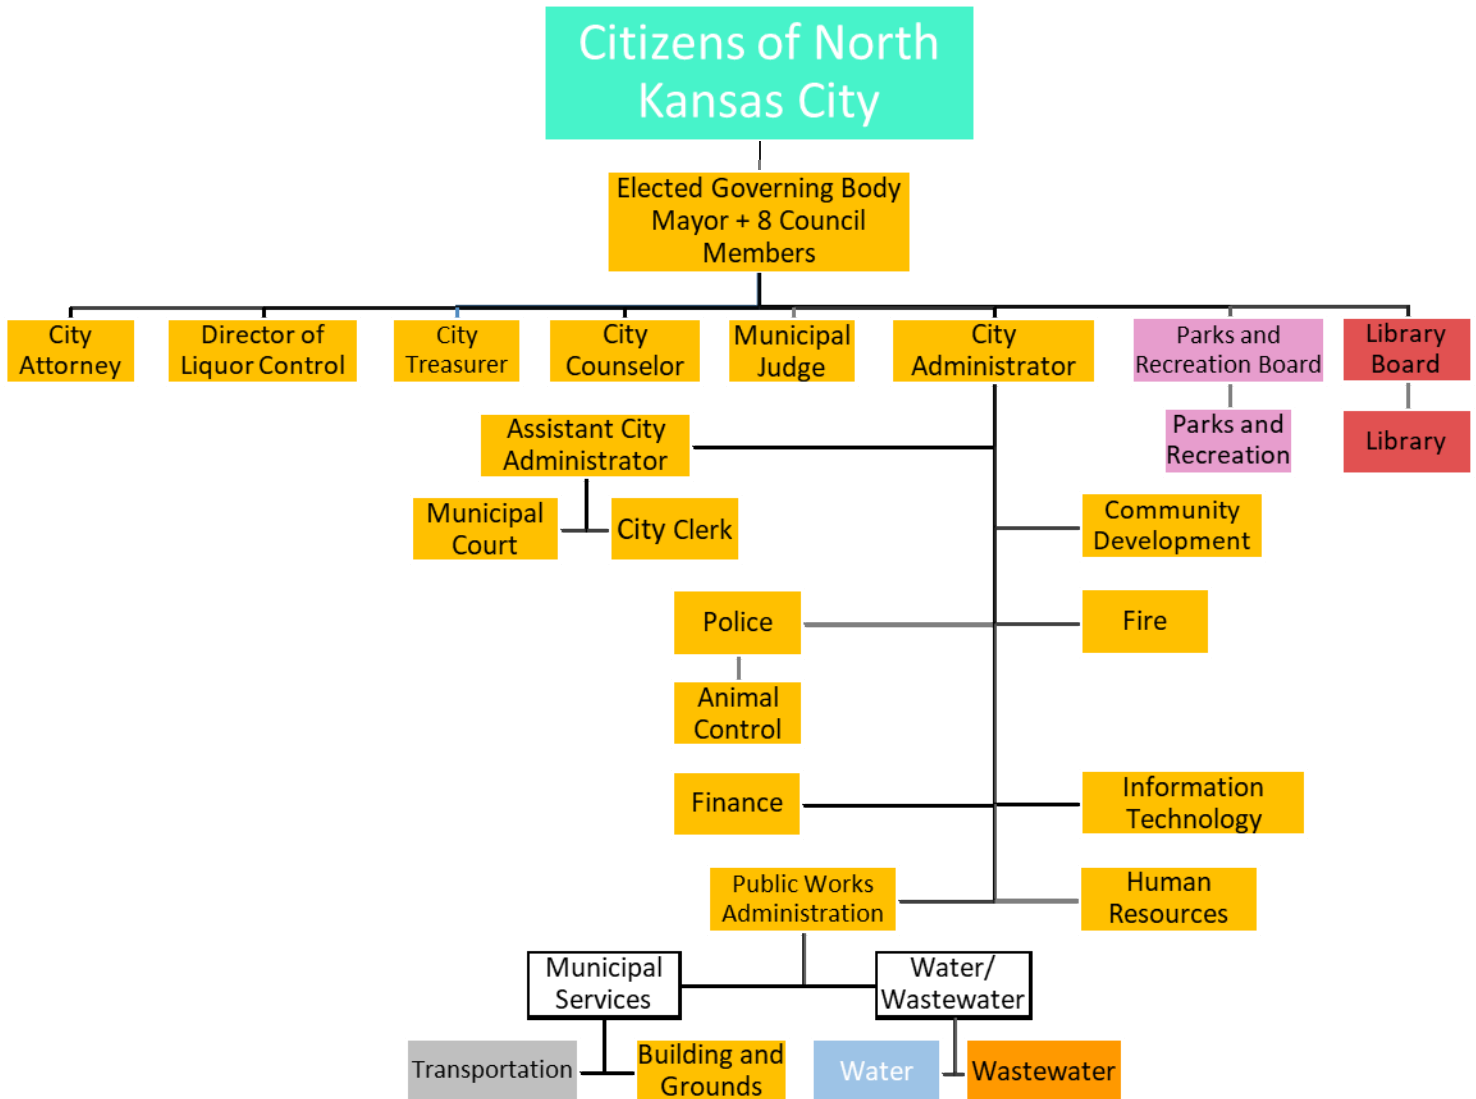 Citizens of North
Kansas City
Elected Governing Body
Mayor + 8 Council
Members
City
Attorney
Director of
Liquor Control
City
Treasurer
City
Counselor
Municipal
Judge
City
Administrator
Parks and
Recreation Board
Library
Board
Assistant City
Administrator
Parks and
Recreation
Library
Municipal
Court
City Clerk
Community
Development
Police
Fire
Animal
Control
Finance
Information
Technology
Public Works
Administration
Human
Resources
Municipal
Services
Water/
Wastewater
Transportation
Building and
Grounds
Water
Wastewater